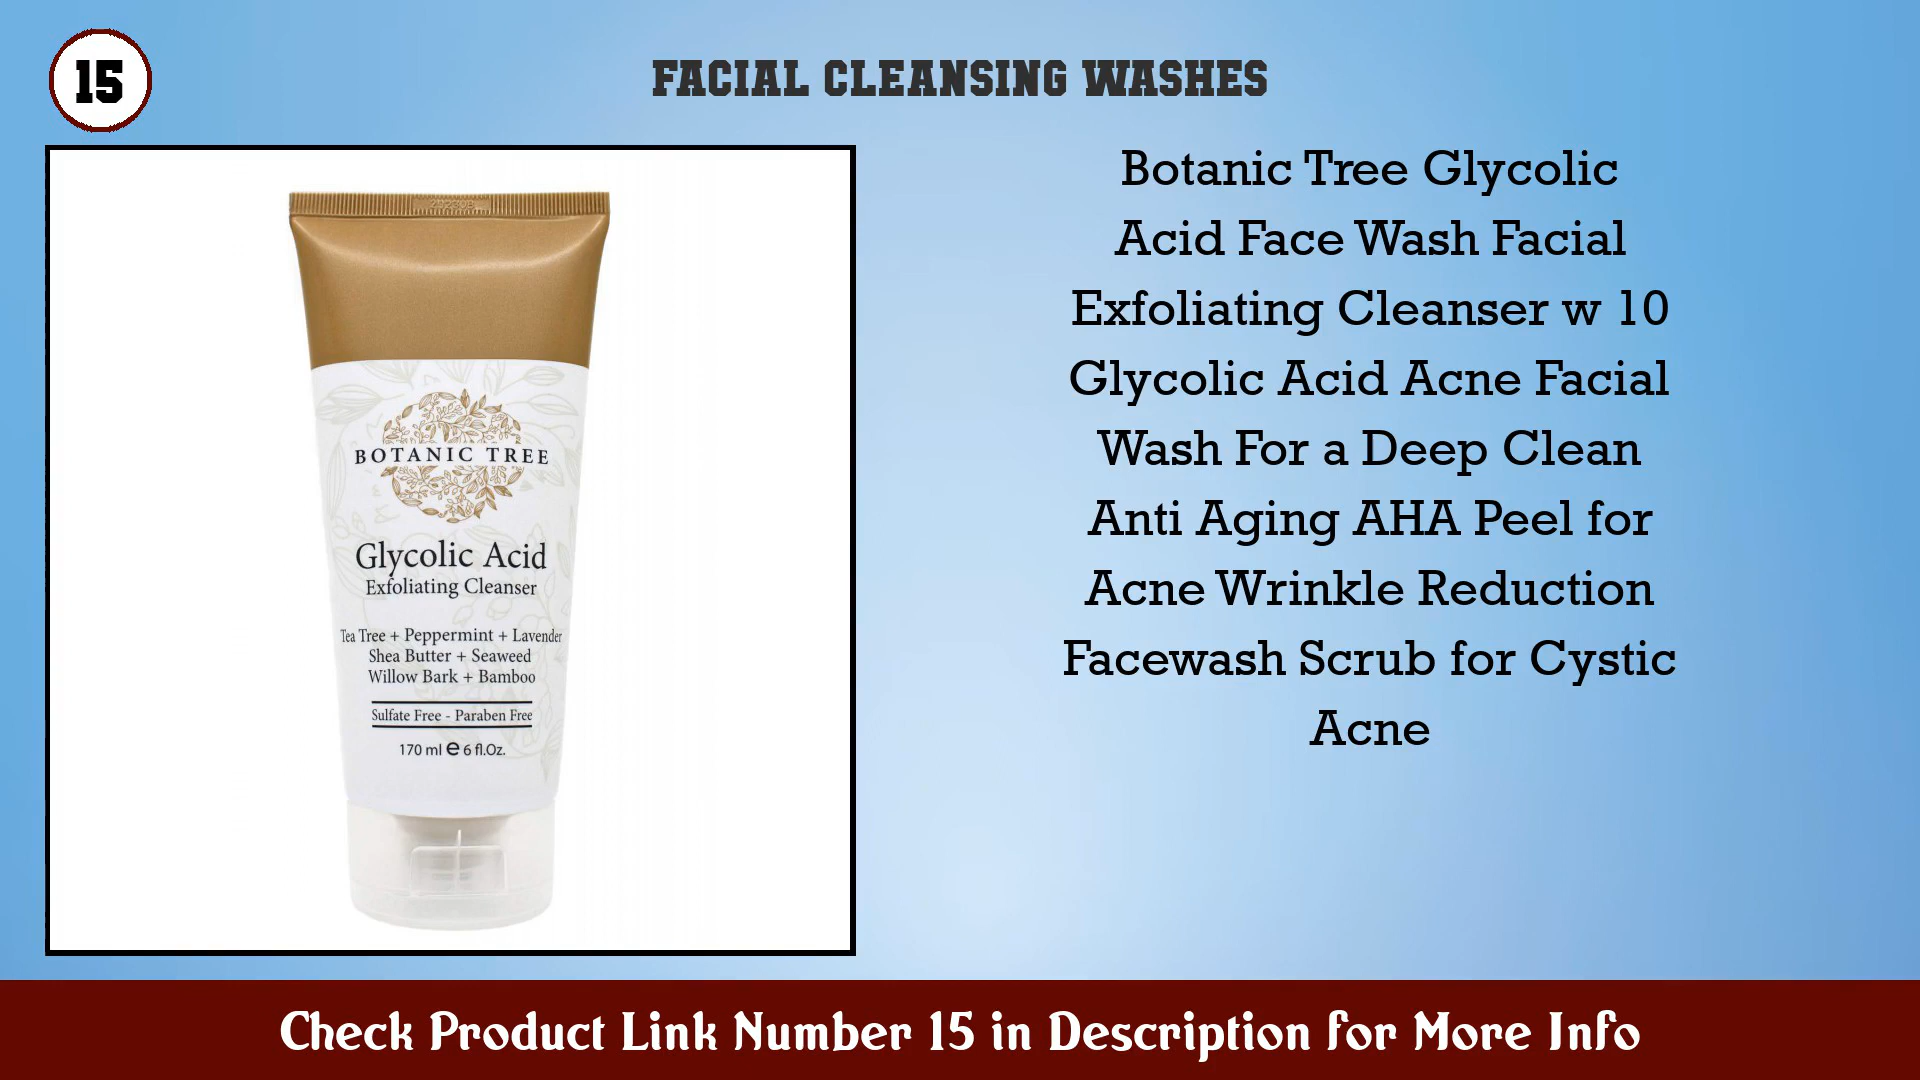 15
FACIAL CLEANSING WASHES
BOTANIC TREE
Glycolic Acid
Exfoliating Cleanser
Tea Tree + Peppermint + Lavender
Shea Butter + Seaweed
Willow Bark + Bamboo
Sulfate Free - Paraben Free
170 ml e 6 fl.Oz.
Botanic Tree Glycolic
Acid Face Wash Facial
Exfoliating Cleanser w 10
Glycolic Acid Acne Facial
Wash For a Deep Clean
Anti Aging AHA Peel for
Acne Wrinkle Reduction
Facewash Scrub for Cystic
Acne
Check Product Link Number 15 in Description for More Info